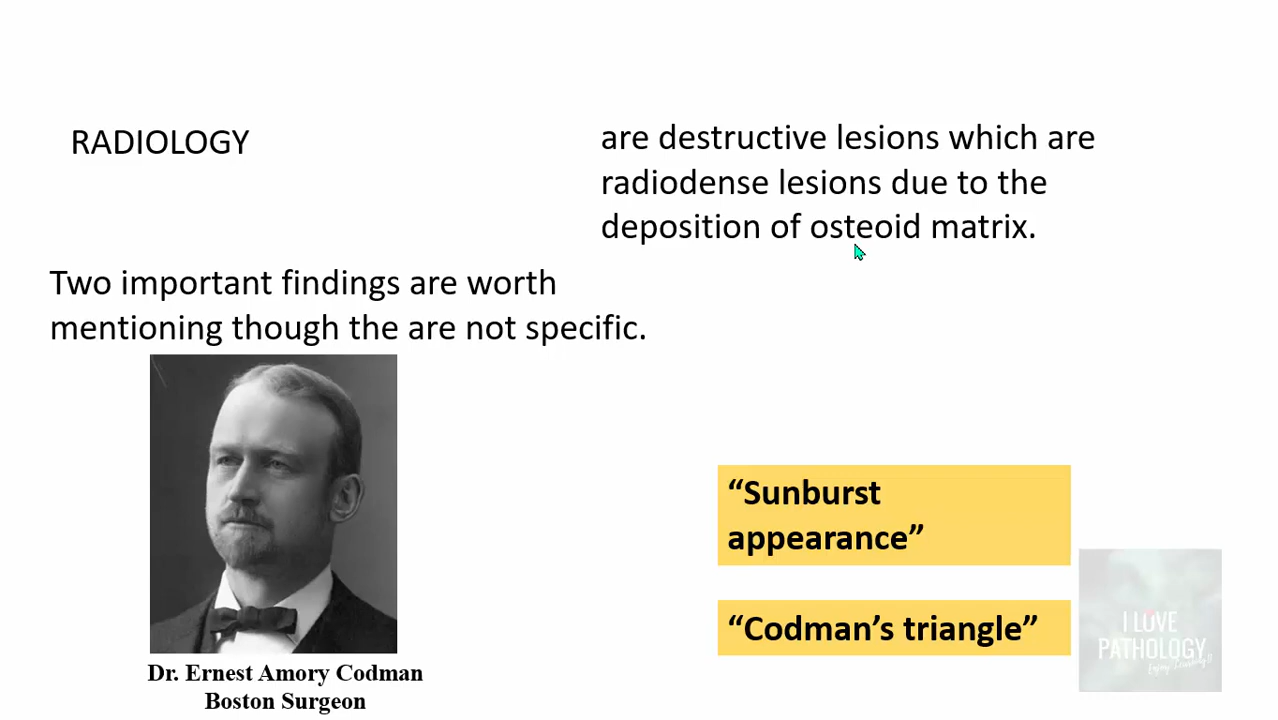 RADIOLOGY
are destructive lesions which are
radiodense lesions due to the
deposition of osteoid matrix.
Two important findings are worth
mentioning though the are not specific.
“Sunburst
appearance”
“Codman’s triangle”
Dr. Ernest Amory Codman
Boston Surgeon
I LOVE
PATHOLOGY
Enjoy Learning!!